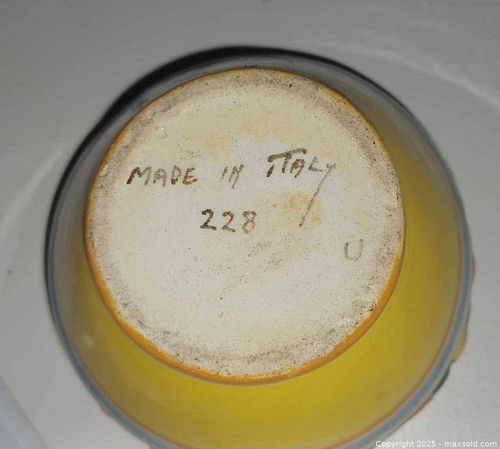 MADE IN ITALY
228
U
Copyright 2025 - maxsold.com